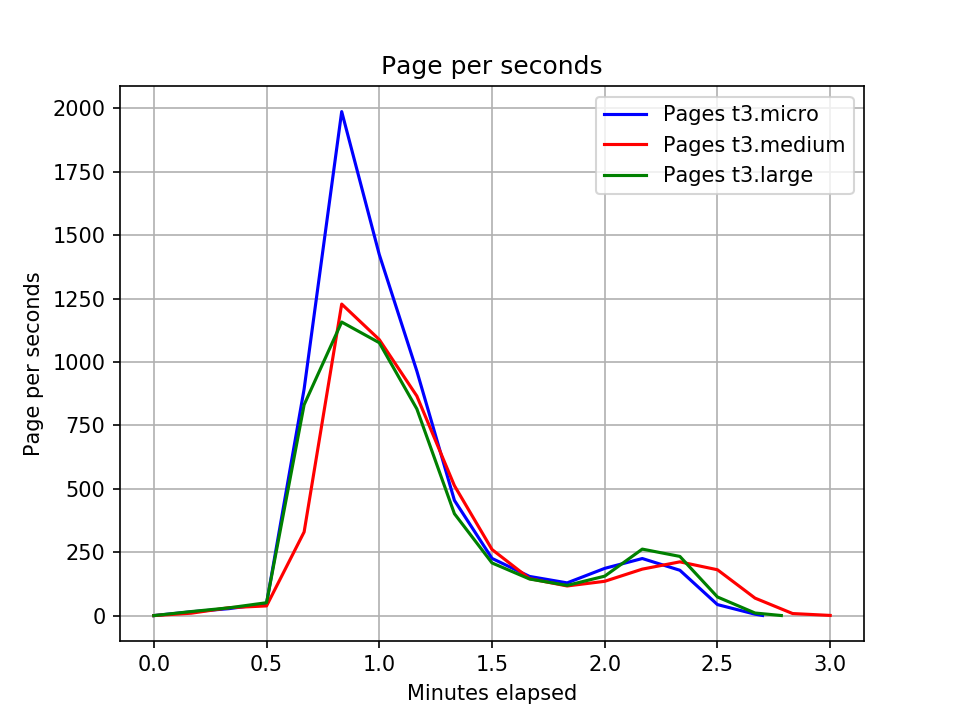 Page per seconds
Pages t3.micro
Pages t3.medium
Pages t3.large
Page per seconds
2000
1750
1500
1250
1000
750
500
250
0
0.0 0.5 1.0 1.5 2.0 2.5 3.0
Minutes elapsed